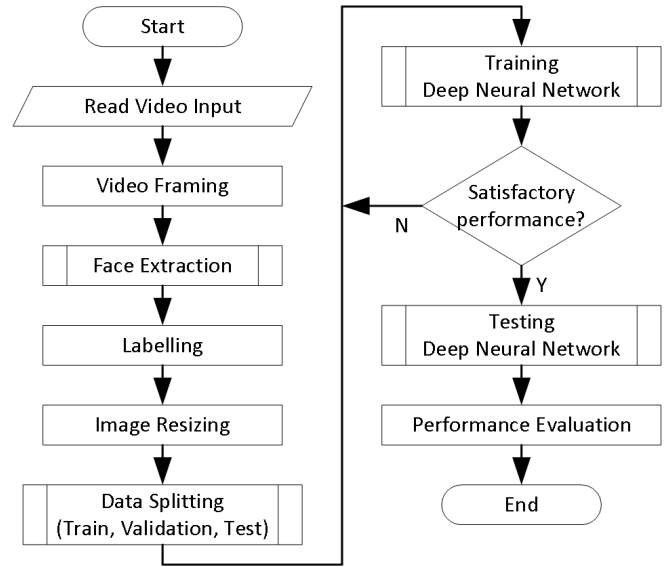 Start
Read Video Input
Video Framing
Face Extraction
Labelling
Image Resizing
Data Splitting
(Train, Validation, Test)
Training
Deep Neural Network
Satisfactory
performance?
N
Y
Testing
Deep Neural Network
Performance Evaluation
End